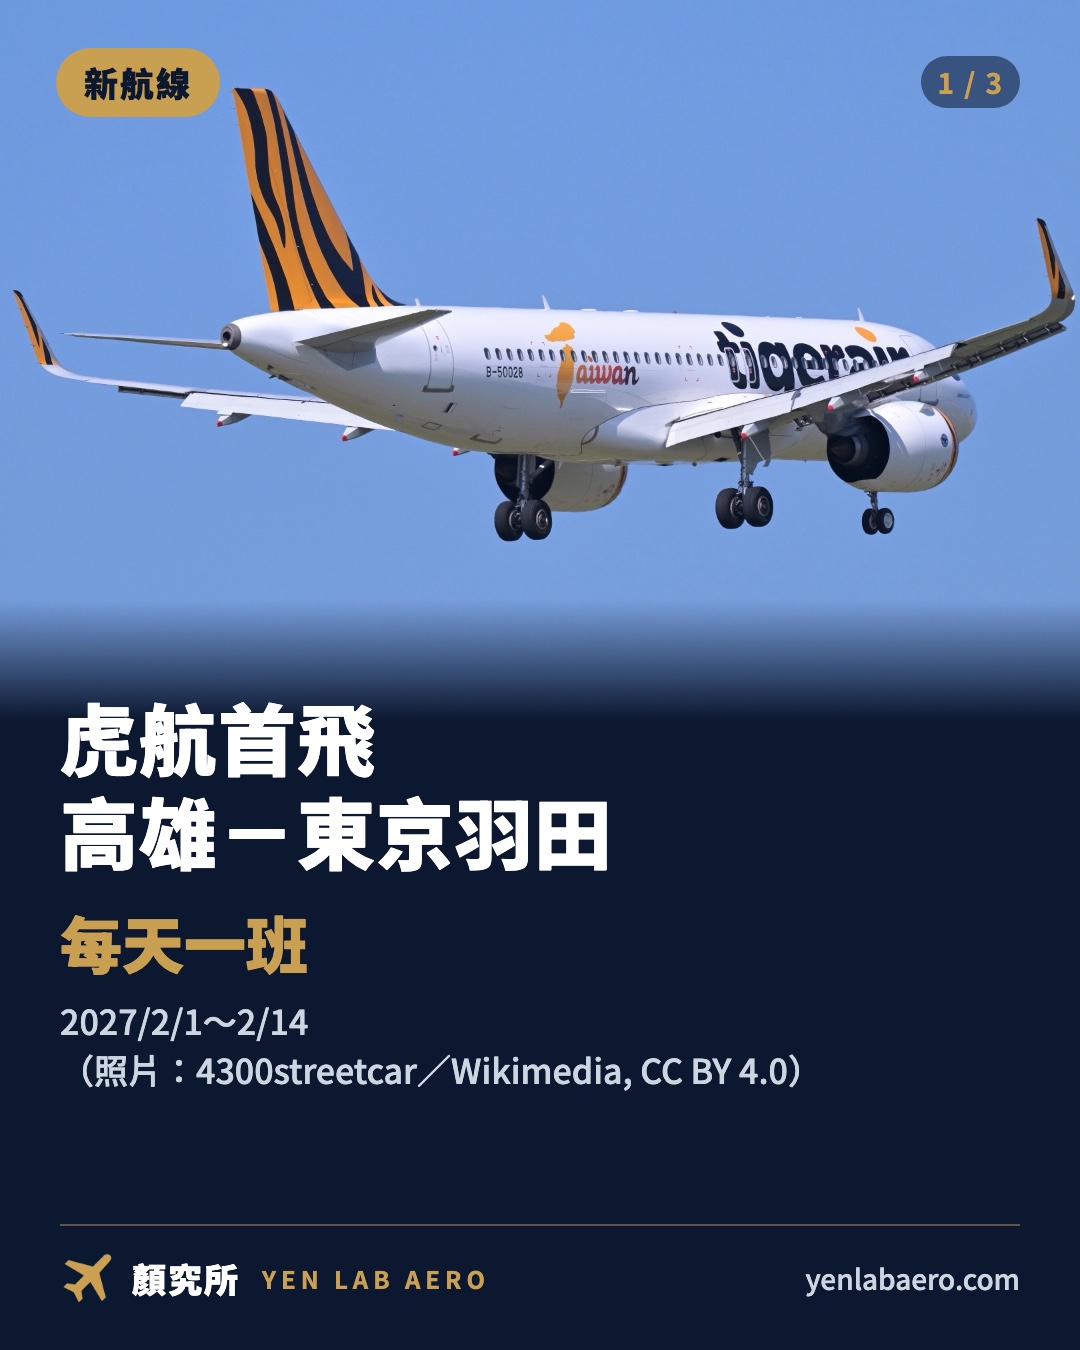 新航線
1 / 3
B-50028
Taiwan
tigerair
虎航首飛
高雄－東京羽田
每天一班
2027/2/1～2/14
（照片：4300streetcar／Wikimedia, CC BY 4.0）
顏究所 YEN LAB AERO
yenlabaero.com